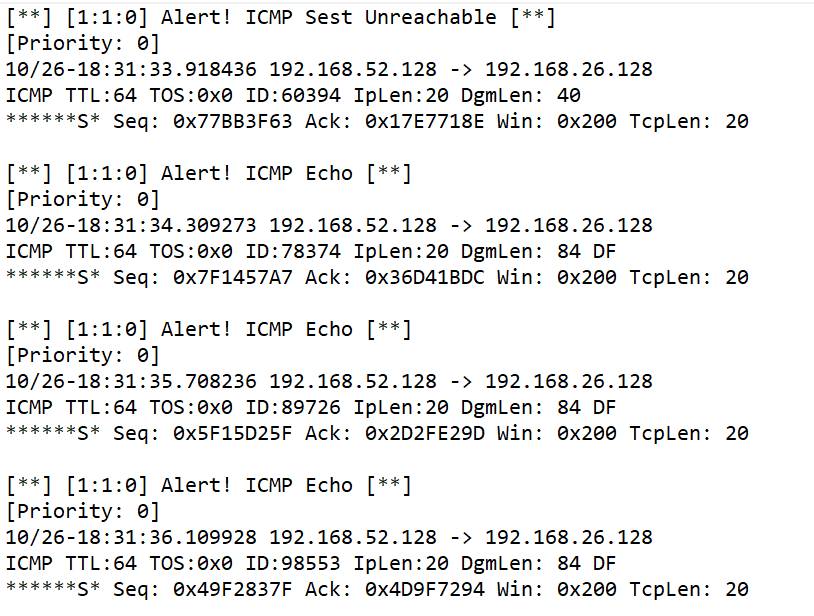 [**] [1:1:0] Alert! ICMP Sest Unreachable [**]
[Priority: 0]
10/26-18:31:33.918436 192.168.52.128 -> 192.168.26.128
ICMP TTL:64 TOS:0x0 ID:60394 IpLen:20 DgmLen: 40
******S* Seq: 0x77BB3F63 Ack: 0x17E7718E Win: 0x200 TcpLen: 20

[**] [1:1:0] Alert! ICMP Echo [**]
[Priority: 0]
10/26-18:31:34.309273 192.168.52.128 -> 192.168.26.128
ICMP TTL:64 TOS:0x0 ID:78374 IpLen:20 DgmLen: 84 DF
******S* Seq: 0x7F1457A7 Ack: 0x36D41BDC Win: 0x200 TcpLen: 20

[**] [1:1:0] Alert! ICMP Echo [**]
[Priority: 0]
10/26-18:31:35.708236 192.168.52.128 -> 192.168.26.128
ICMP TTL:64 TOS:0x0 ID:89726 IpLen:20 DgmLen: 84 DF
******S* Seq: 0x5F15D25F Ack: 0x2D2FE29D Win: 0x200 TcpLen: 20

[**] [1:1:0] Alert! ICMP Echo [**]
[Priority: 0]
10/26-18:31:36.109928 192.168.52.128 -> 192.168.26.128
ICMP TTL:64 TOS:0x0 ID:98553 IpLen:20 DgmLen: 84 DF
******S* Seq: 0x49F2837F Ack: 0x4D9F7294 Win: 0x200 TcpLen: 20